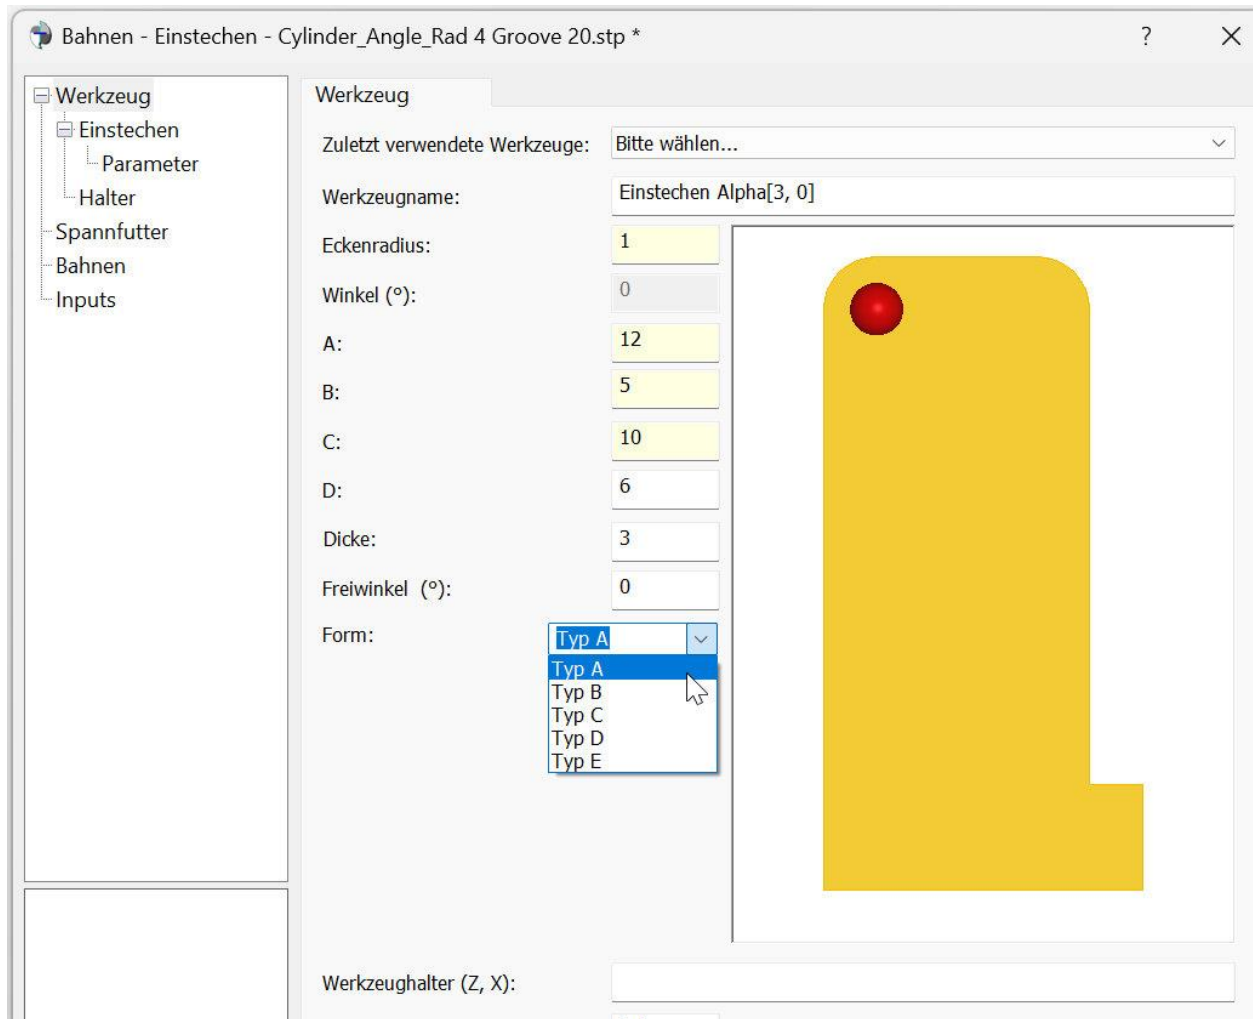 Bahnen - Einstechen - Cylinder_Angle_Rad 4 Groove 20.stp *
?
Werkzeug
Einstechen
Parameter
Halter
Spannfutter
Bahnen
Inputs
Werkzeug
Zuletzt verwendete Werkzeuge: Bitte wählen...
Werkzeugname: Einstechen Alpha[3, 0]
Eckenradius: 1
Winkel (º): 0
A: 12
B: 5
C: 10
D: 6
Dicke: 3
Freiwinkel (º): 0
Form: Typ A
Typ A
Typ B
Typ C
Typ D
Typ E
Werkzeughalter (Z, X):